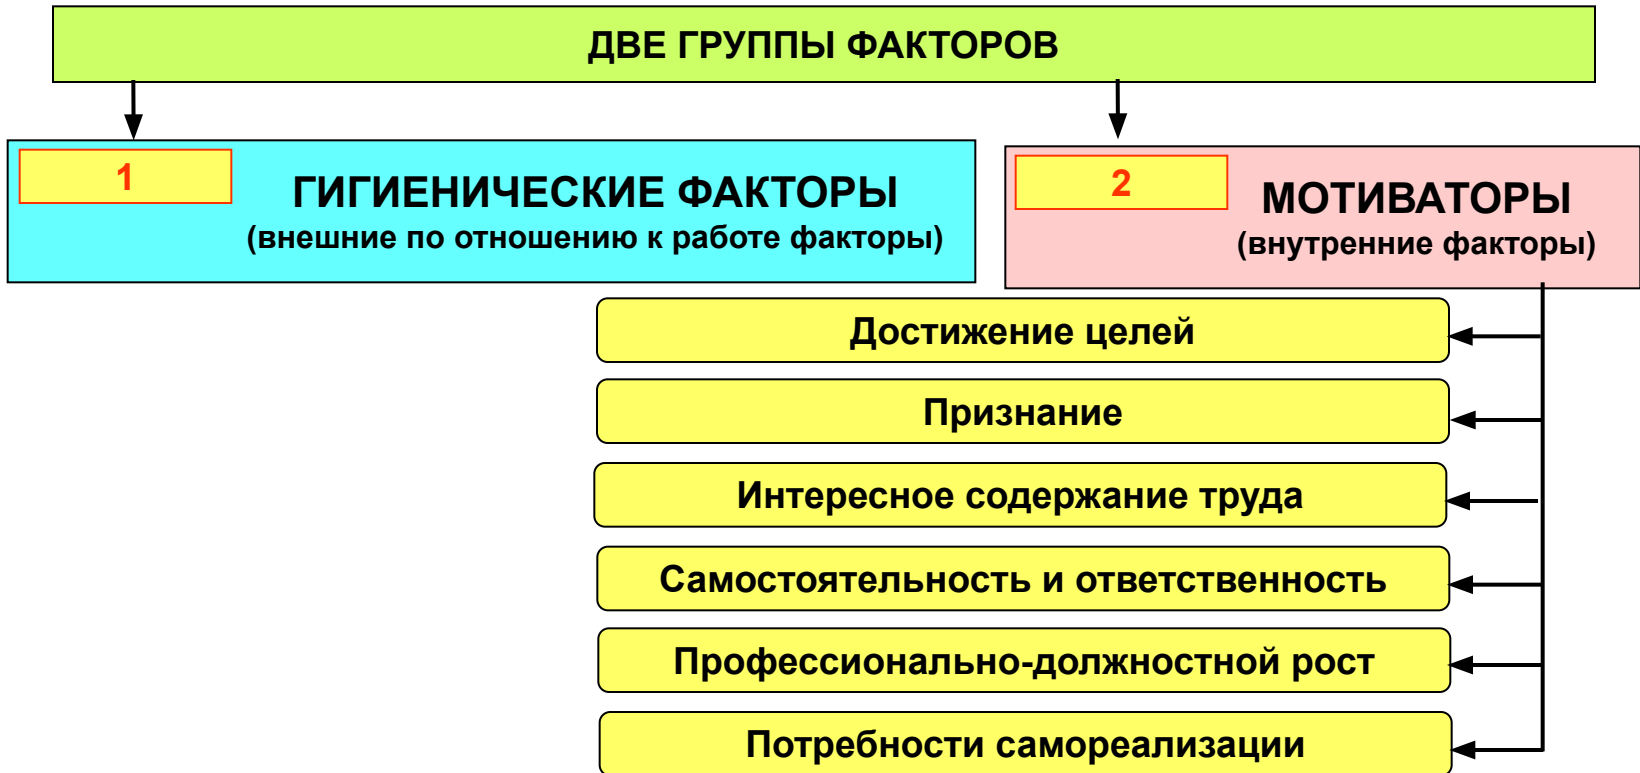 ДВЕ ГРУППЫ ФАКТОРОВ
1
ГИГИЕНИЧЕСКИЕ ФАКТОРЫ
(внешние по отношению к работе факторы)
2
МОТИВАТОРЫ
(внутренние факторы)
Достижение целей
Признание
Интересное содержание труда
Самостоятельность и ответственность
Профессионально-должностной рост
Потребности самореализации